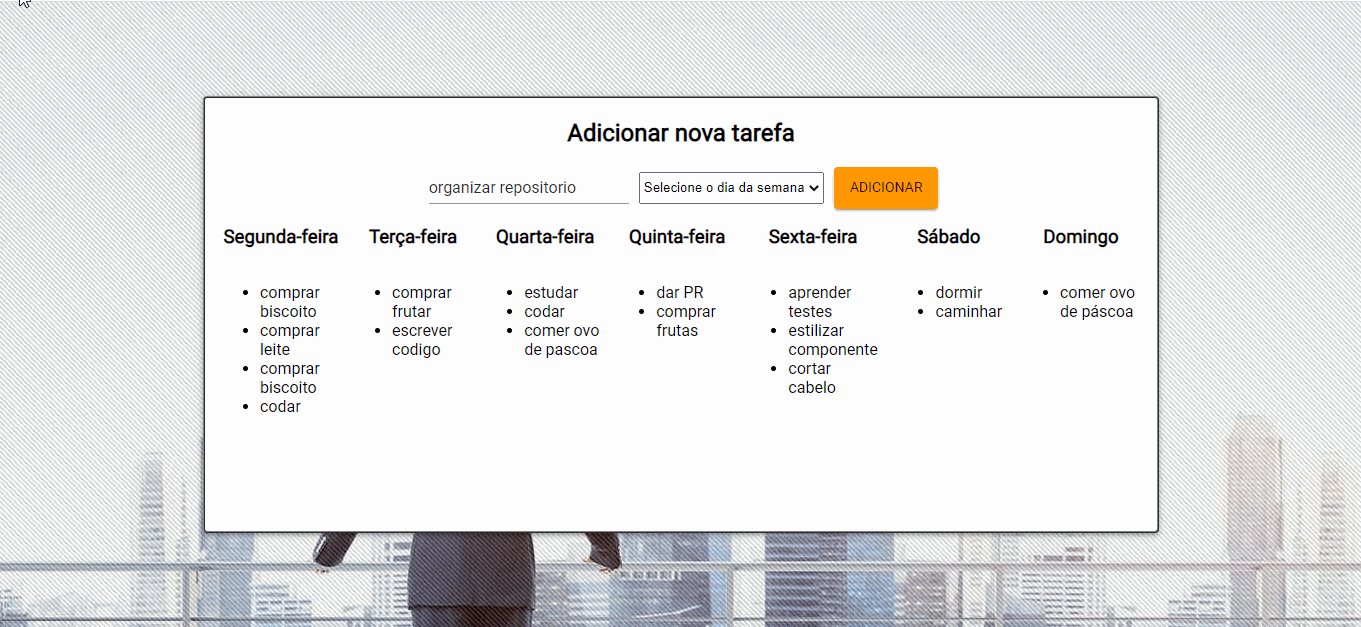 Adicionar nova tarefa
organizar repositorio
Selecione o dia da semana
ADICIONAR
Segunda-feira
comprar
biscoito
comprar
leite
comprar
biscoito
codar
Terça-feira
comprar
frutar
escrever
codigo
Quarta-feira
estudar
codar
comer ovo
de pascoa
Quinta-feira
dar PR
comprar
frutas
Sexta-feira
aprender
testes
estilizar
componente
cortar
cabelo
Sábado
dormir
caminhar
Domingo
comer ovo
de páscoa